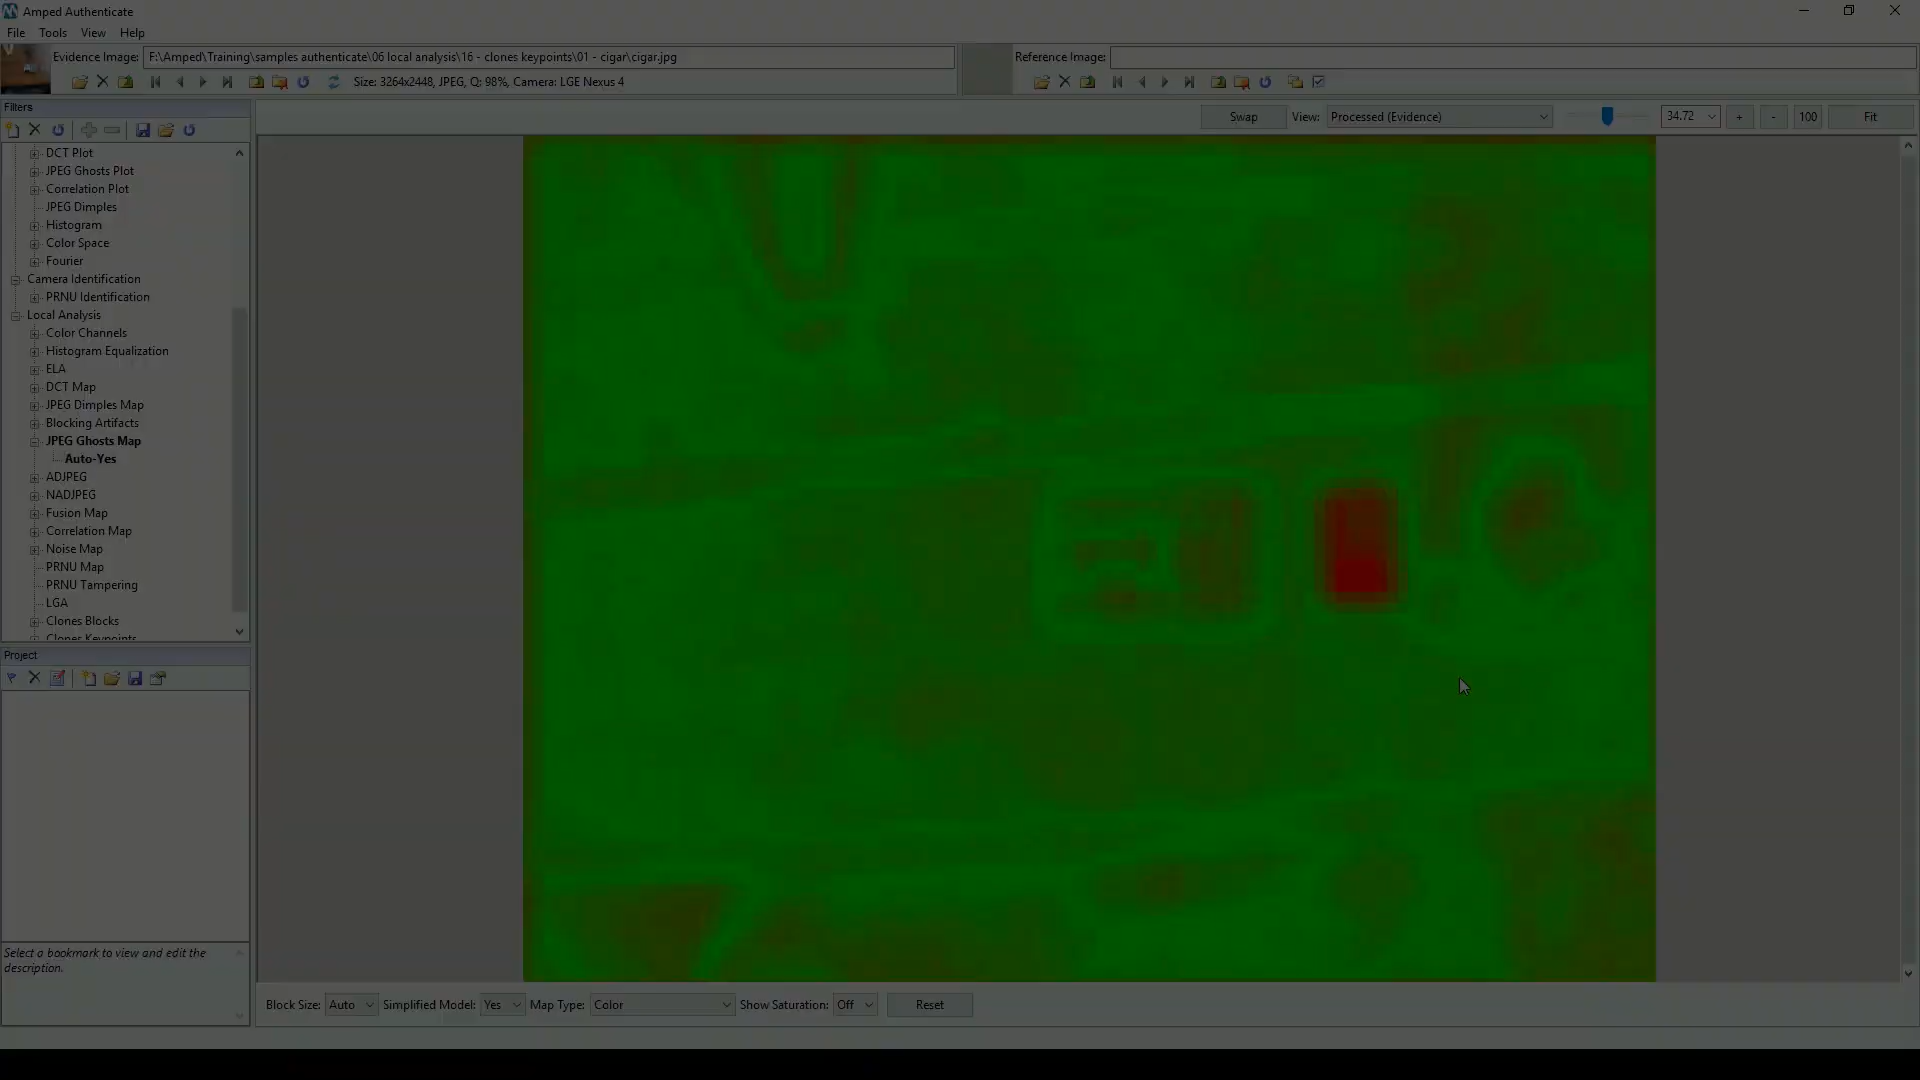 Amped Authenticate
File Tools View Help
Evidence Image: F:\Amped\Training\samples authenticate\06 local analysis\16 - clones keypoints\01 - cigar\cigar.jpg
Reference Image:
Size: 3264x2448, JPEG, Q: 98%, Camera: LGE Nexus 4
Filters
Swap View: Processed (Evidence) 34.72 + - 100 Fit
DCT Plot
JPEG Ghosts Plot
Correlation Plot
JPEG Dimples
Histogram
Color Space
Fourier
Camera Identification
PRNU Identification
Local Analysis
Color Channels
Histogram Equalization
ELA
DCT Map
JPEG Dimples Map
Blocking Artifacts
JPEG Ghosts Map
Auto-Yes
ADJPEG
NADJPEG
Fusion Map
Correlation Map
Noise Map
PRNU Map
PRNU Tampering
LGA
Clones Blocks
Clones Keypoints
Project
Select a bookmark to view and edit the
description.
Block Size: Auto Simplified Model: Yes Map Type: Color Show Saturation: Off Reset